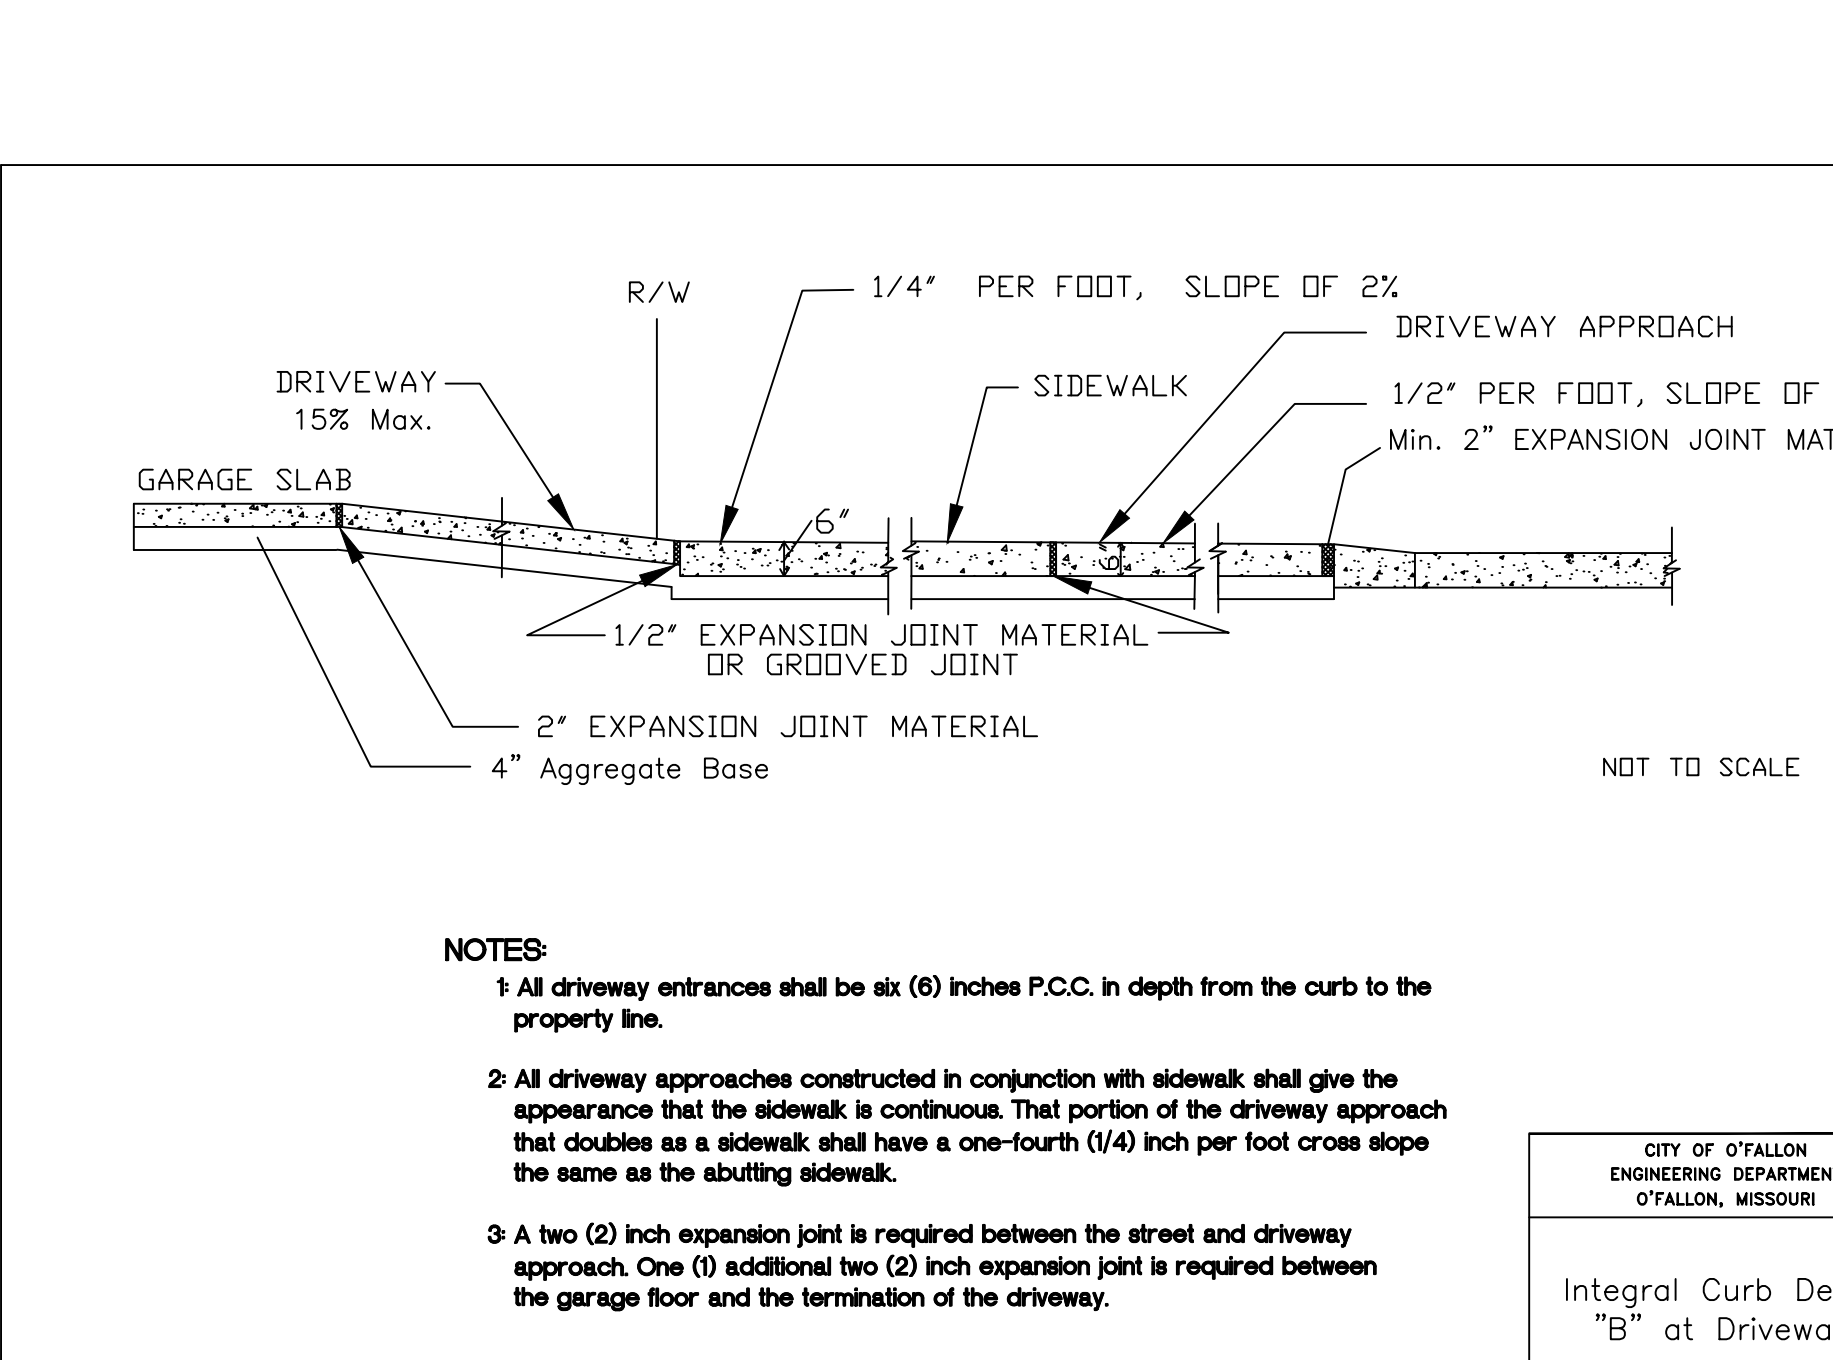 R/W
1/4" PER FOOT, SLOPE OF 2%
DRIVEWAY APPROACH
DRIVEWAY
15% Max.
SIDEWALK
1/2" PER FOOT, SLOPE OF
Min. 2" EXPANSION JOINT MAT
GARAGE SLAB
6"
6"
1/2" EXPANSION JOINT MATERIAL
OR GROOVED JOINT
2" EXPANSION JOINT MATERIAL
4" Aggregate Base
NOT TO SCALE
NOTES:
1: All driveway entrances shall be six (6) inches P.C.C. in depth from the curb to the
property line.
2: All driveway approaches constructed in conjunction with sidewalk shall give the
appearance that the sidewalk is continuous. That portion of the driveway approach
that doubles as a sidewalk shall have a one-fourth (1/4) inch per foot cross slope
the same as the abutting sidewalk.
3: A two (2) inch expansion joint is required between the street and driveway
approach. One (1) additional two (2) inch expansion joint is required between
the garage floor and the termination of the driveway.
CITY OF O'FALLON
ENGINEERING DEPARTMEN
O'FALLON, MISSOURI
Integral Curb De
"B" at Drivewa